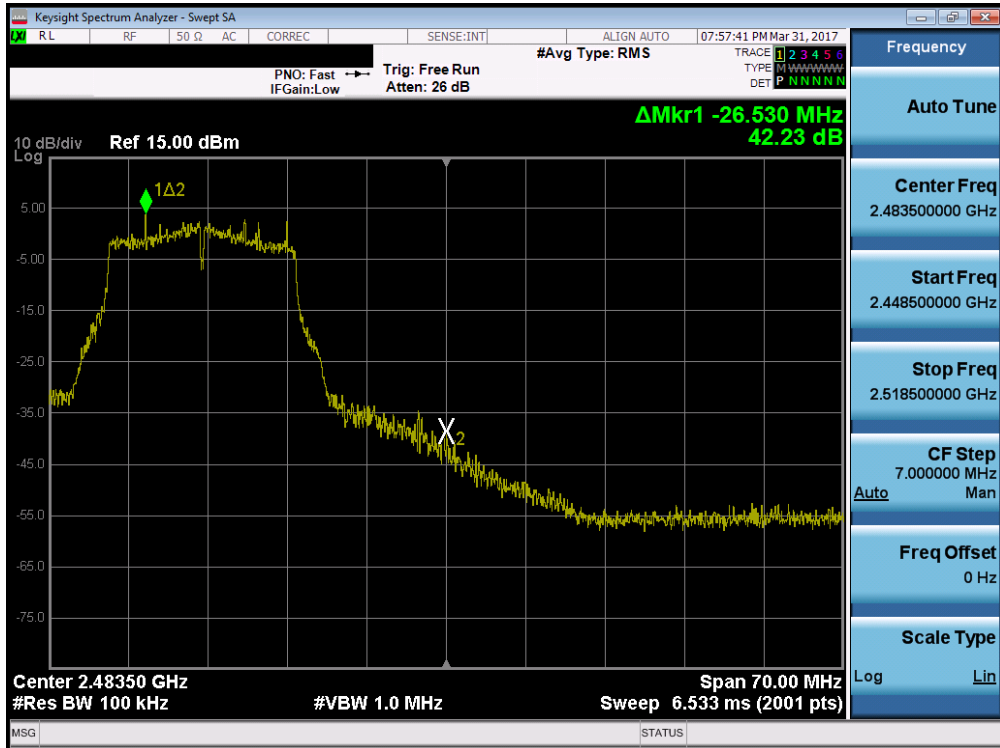 Keysight Spectrum Analyzer - Swept SA
LXI RL RF 50 Ω AC CORREC SENSE:INT ALIGN AUTO 07:57:41 PM Mar 31, 2017
PNO: Fast
IFGain:Low
Trig: Free Run
Atten: 26 dB
#Avg Type: RMS
TRACE 1 2 3 4 5 6
TYPE M W W W W W
DET P N N N N N
ΔMkr1 -26.530 MHz
42.23 dB
10 dB/div Ref 15.00 dBm
Log
1Δ2
5.00
-5.00
-15.0
-25.0
-35.0
X2
-45.0
-55.0
-65.0
-75.0
Center 2.48350 GHz Span 70.00 MHz
#Res BW 100 kHz #VBW 1.0 MHz Sweep 6.533 ms (2001 pts)
MSG STATUS
Frequency
Auto Tune
Center Freq
2.483500000 GHz
Start Freq
2.448500000 GHz
Stop Freq
2.518500000 GHz
CF Step
7.000000 MHz
Auto Man
Freq Offset
0 Hz
Scale Type
Log Lin